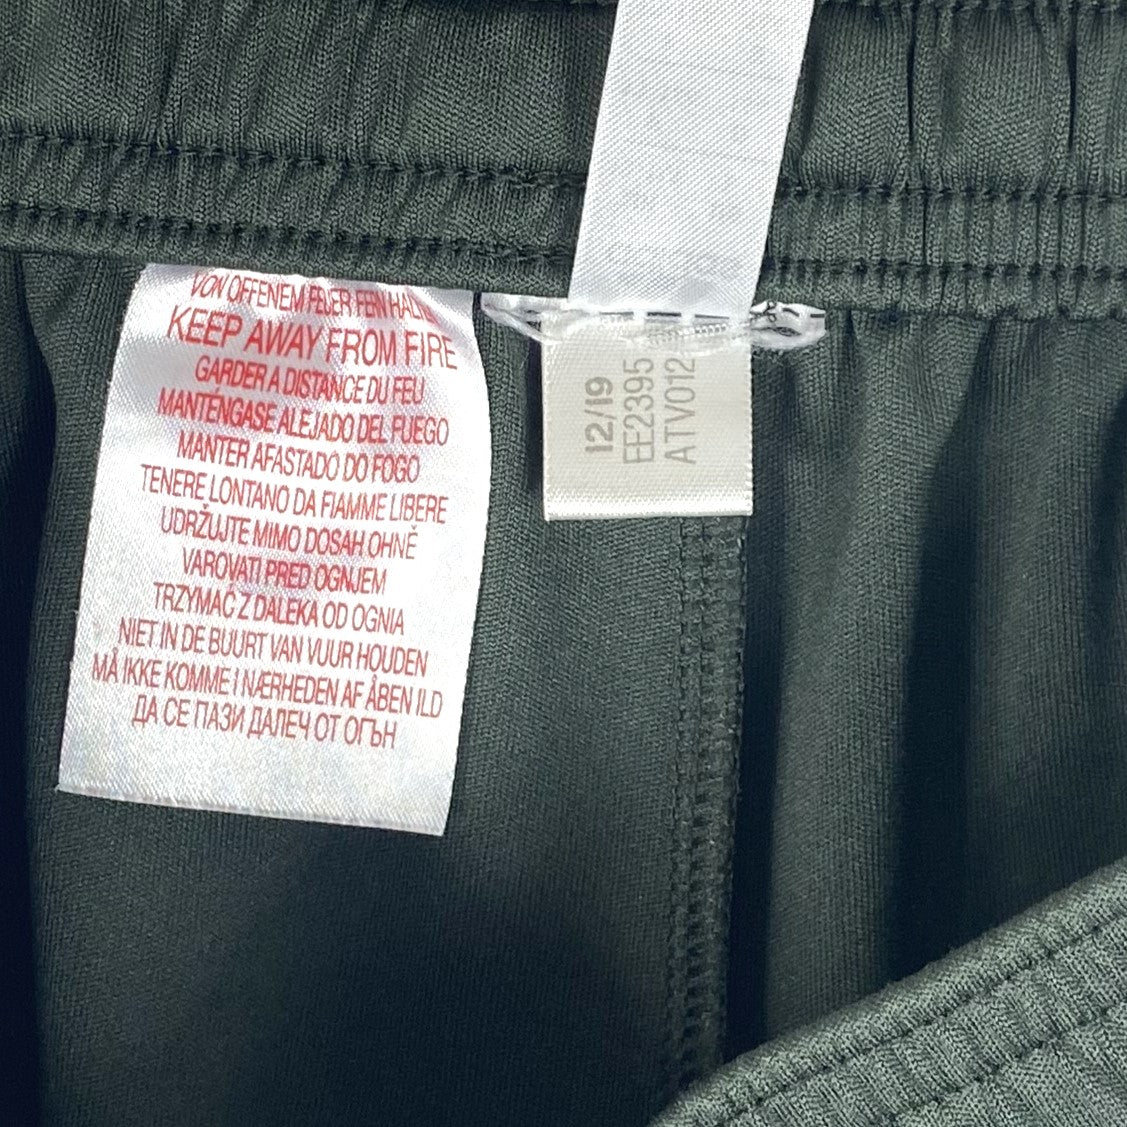 VON OFFENEM FEUER FERN HALTEN
KEEP AWAY FROM FIRE
GARDER A DISTANCE DU FEU
MANTÉNGASE ALEJADO DEL FUEGO
MANTER AFASTADO DO FOGO
TENERE LONTANO DA FIAMME LIBERE
UDRŽUJTE MIMO DOSAH OHNĚ
VAROVATI PRED OGNJEM
TRZYMAĆ Z DALEKA OD OGNIA
NIET IN DE BUURT VAN VUUR HOUDEN
MÅ IKKE KOMME I NÆRHEDEN AF ÅBEN ILD
ДА СЕ ПАЗИ ДАЛЕЧ ОТ ОГЪН
12/19
EE2395
ATV012